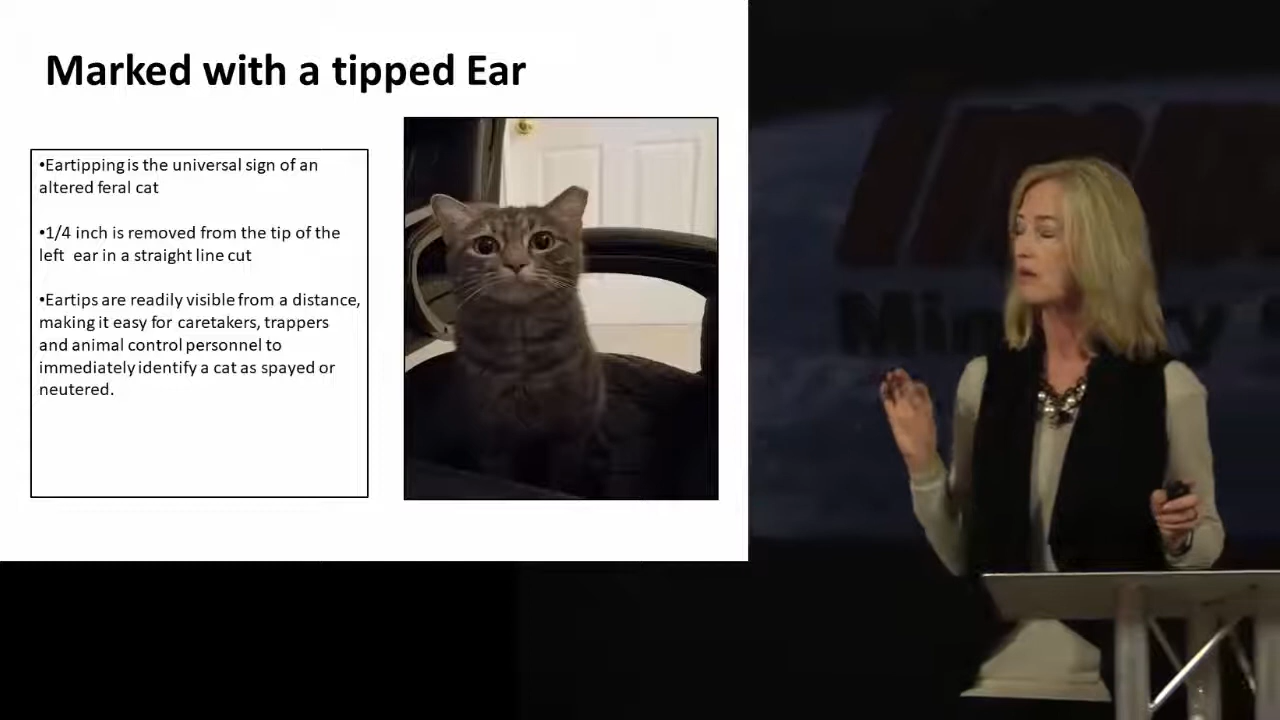 Marked with a tipped Ear
•Eartipping is the universal sign of an
altered feral cat
•1/4 inch is removed from the tip of the
left  ear in a straight line cut
•Eartips are readily visible from a distance,
making it easy for caretakers, trappers
and animal control personnel to
immediately identify a cat as spayed or
neutered.